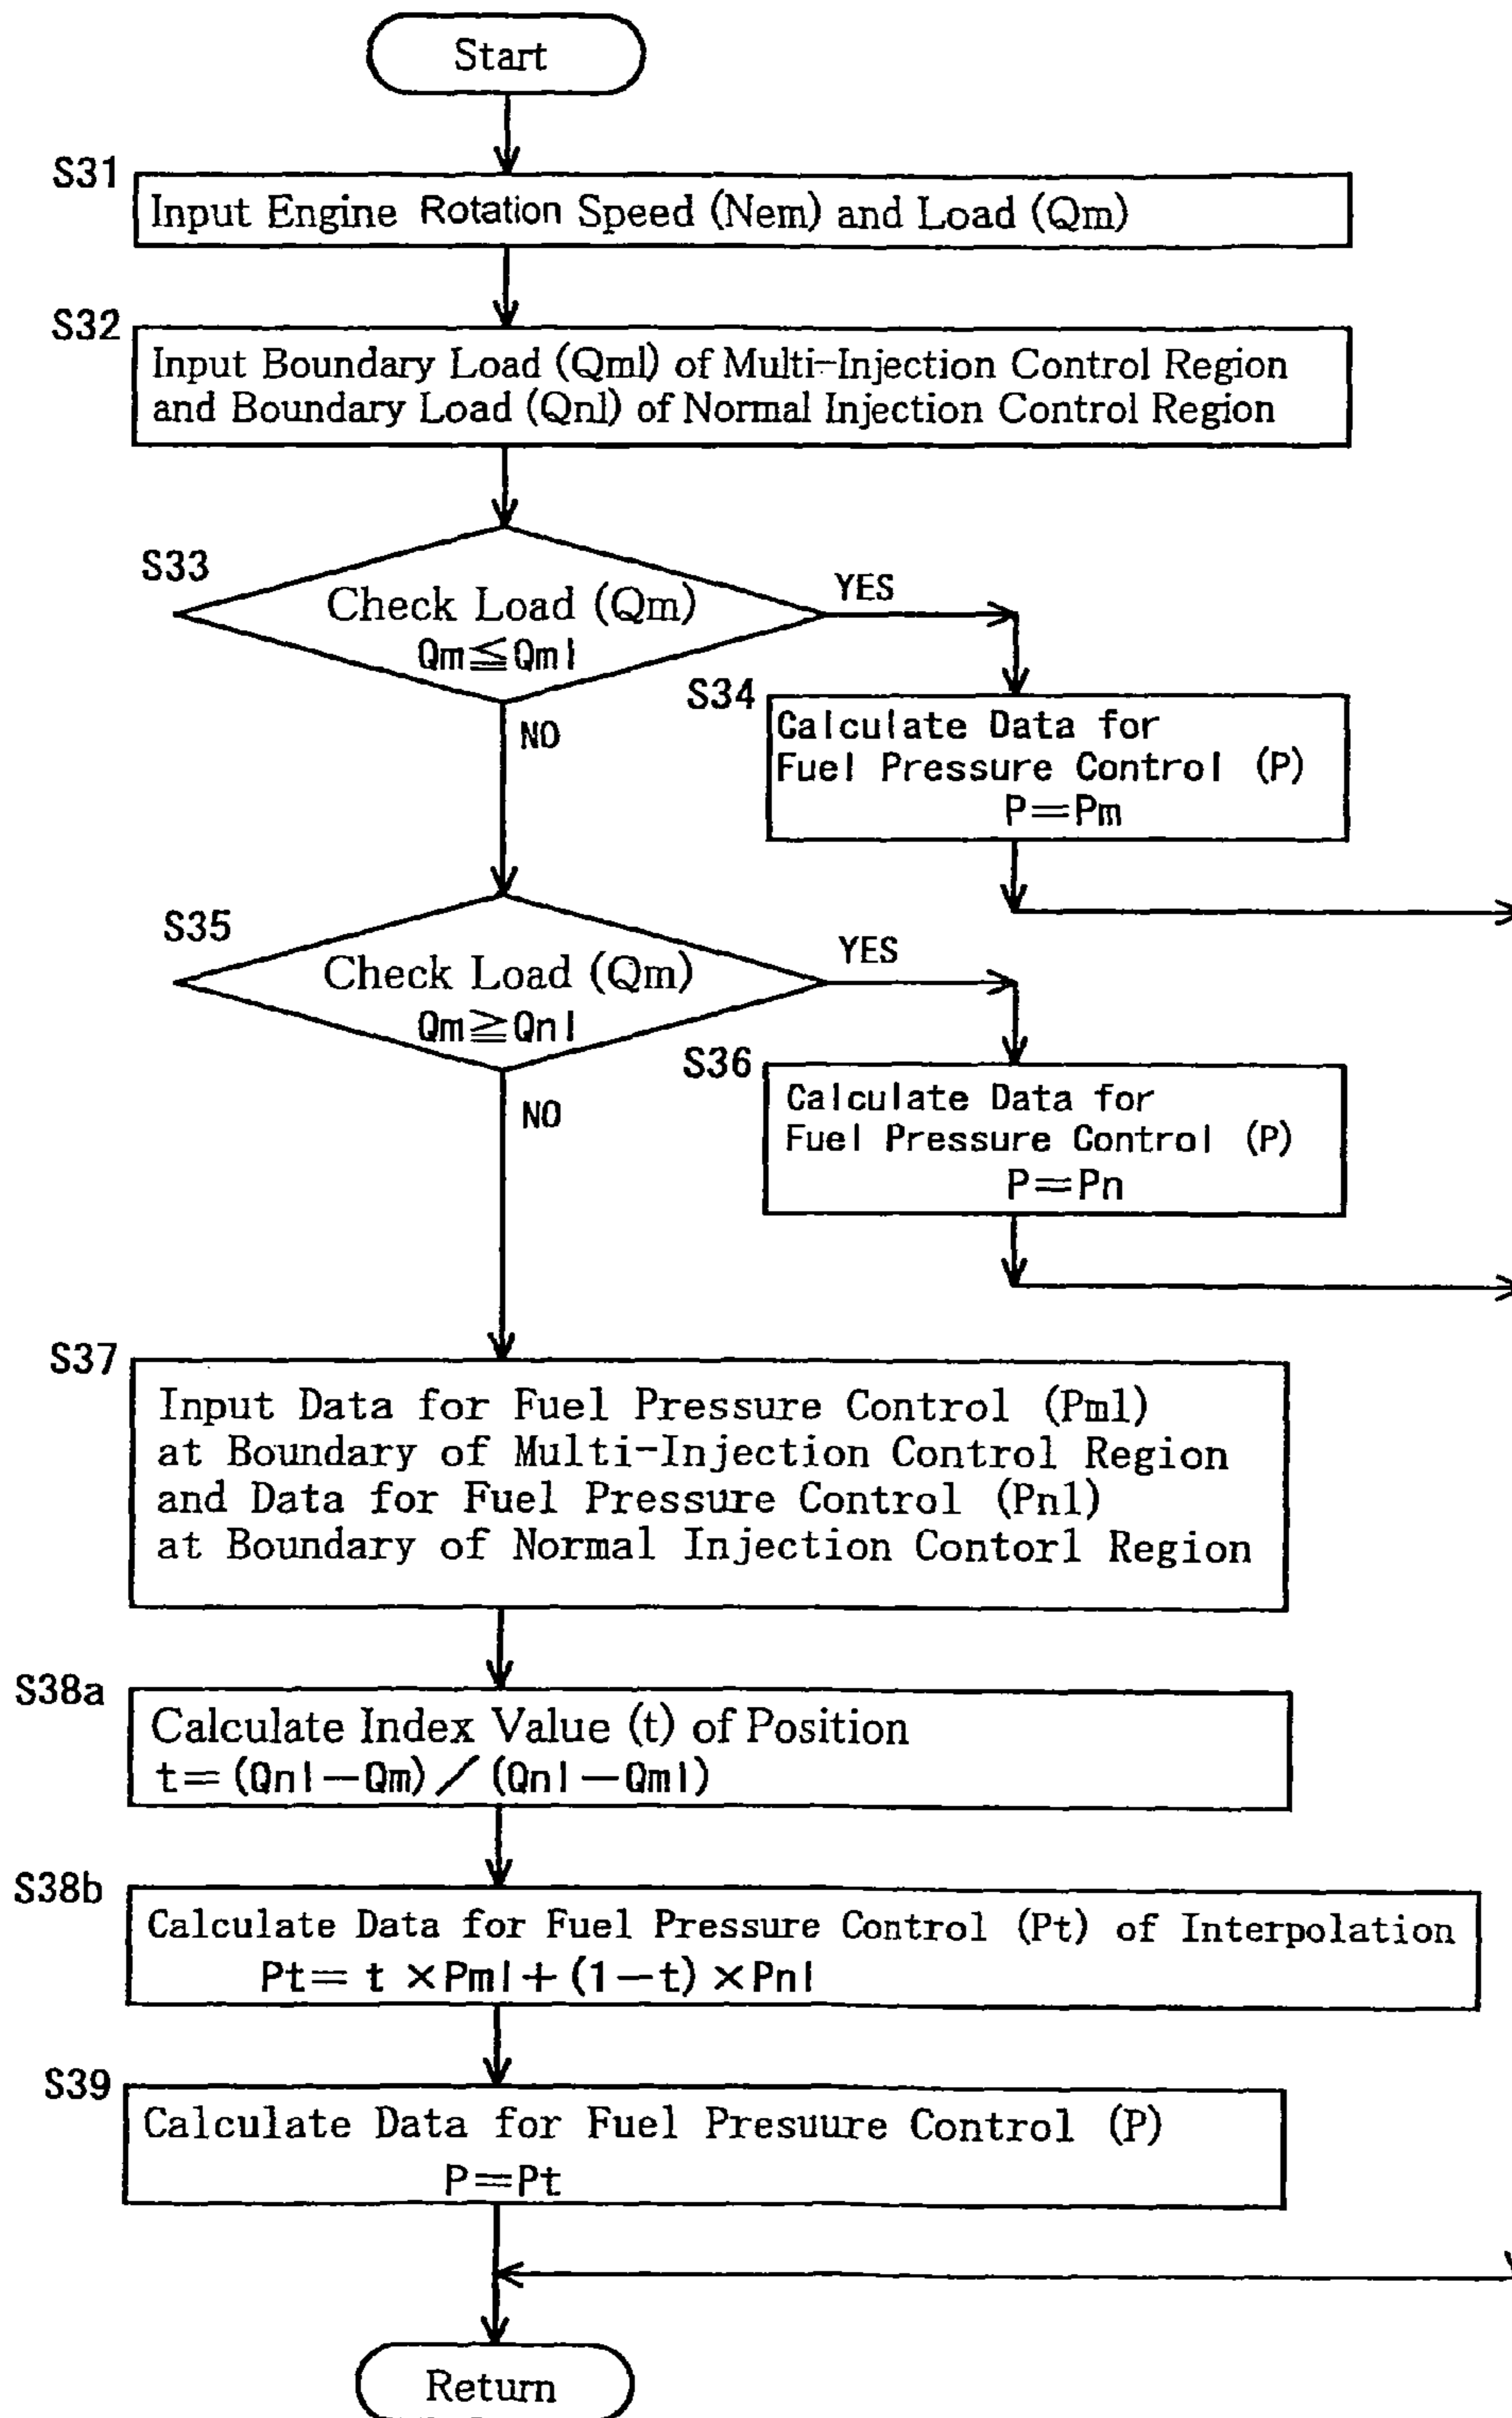 Start
S31
Input Engine Rotation Speed (Nem) and Load (Qm)
S32
Input Boundary Load (Qml) of Multi-Injection Control Region
and Boundary Load (Qnl) of Normal Injection Control Region
S33
Check Load (Qm)
Qm≦Qml
YES
NO
S34
Calculate Data for
Fuel Pressure Control (P)
P=Pm
S35
Check Load (Qm)
Qm≧Qnl
YES
NO
S36
Calculate Data for
Fuel Pressure Control (P)
P=Pn
S37
Input Data for Fuel Pressure Control (Pml)
at Boundary of Multi-Injection Control Region
and Data for Fuel Pressure Control (Pnl)
at Boundary of Normal Injection Contorl Region
S38a
Calculate Index Value (t) of Position
t=(Qnl-Qm)/(Qnl-Qml)
S38b
Calculate Data for Fuel Pressure Control (Pt) of Interpolation
Pt= t ×Pml+(1-t)×Pnl
S39
Calculate Data for Fuel Presuure Control (P)
P=Pt
Return